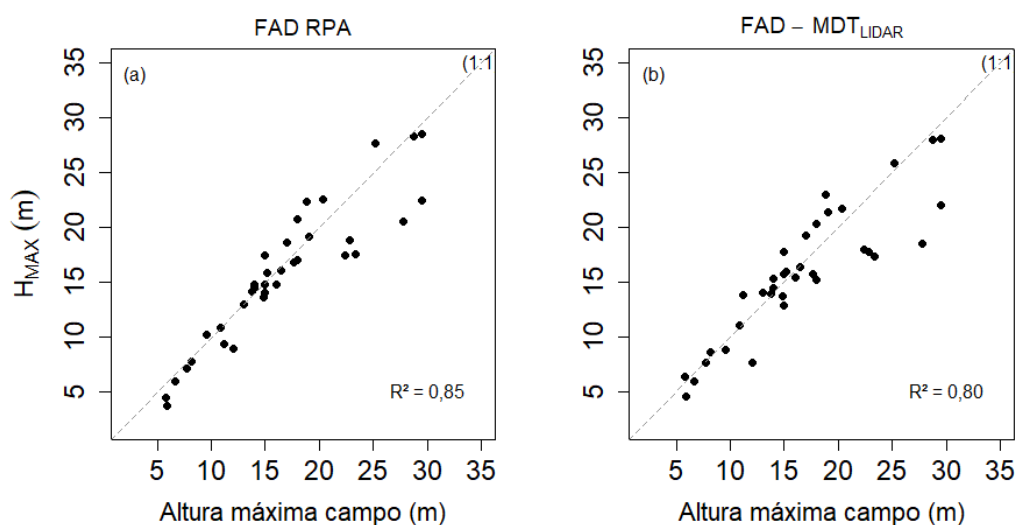 FAD RPA
(a)
(1:1
35
30
25
20
15
10
5
H_MAX (m)
R² = 0,85
5 10 15 20 25 30 35
Altura máxima campo (m)
FAD – MDT_LIDAR
(b)
(1:1
35
30
25
20
15
10
5
R² = 0,80
5 10 15 20 25 30 35
Altura máxima campo (m)